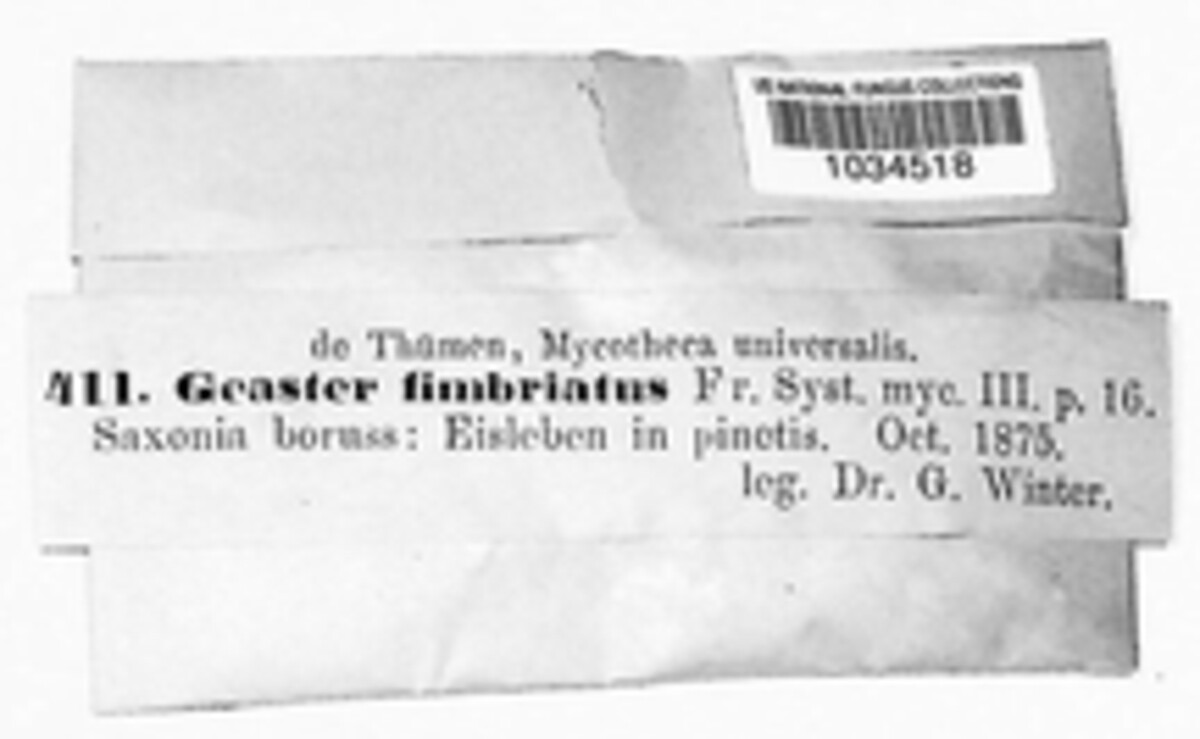 US NATIONAL FUNGUS COLLECTIONS
1034518
de Thümen, Mycotheca universalis.
411. Geaster fimbriatus Fr. Syst. myc. III. p. 16.
Saxonia boruss: Eisleben in pinetis. Oct. 1875.
leg. Dr. G. Winter.